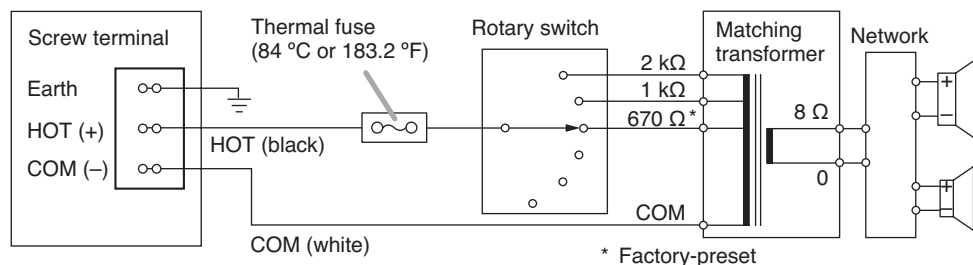 Screw terminal
Earth
HOT (+)
COM (–)
HOT (black)
COM (white)
Thermal fuse
(84 ºC or 183.2 ºF)
Rotary switch
2 kΩ
1 kΩ
670 Ω*
COM
Matching
transformer
8 Ω
0
Network
+
–
+
–
* Factory-preset